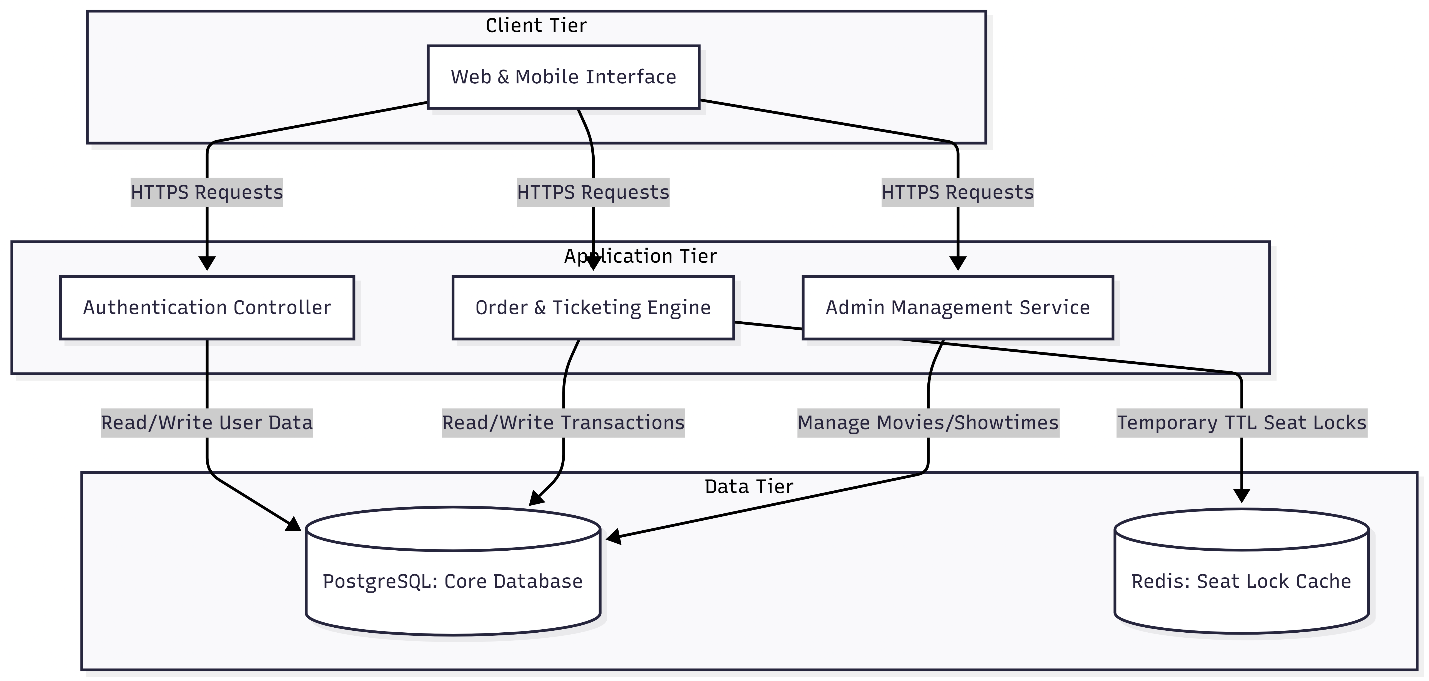 Client Tier
Web & Mobile Interface
HTTPS Requests
HTTPS Requests
HTTPS Requests
Application Tier
Authentication Controller
Order & Ticketing Engine
Admin Management Service
Read/Write User Data
Read/Write Transactions
Manage Movies/Showtimes
Temporary TTL Seat Locks
Data Tier
PostgreSQL: Core Database
Redis: Seat Lock Cache